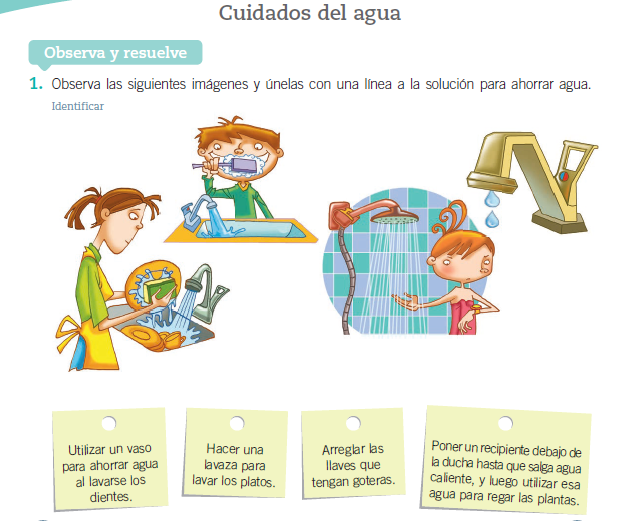 Cuidados del agua
Observa y resuelve
1. Observa las siguientes imágenes y únelas con una línea a la solución para ahorrar agua.
Identificar
Utilizar un vaso
para ahorrar agua
al lavarse los
dientes.
Hacer una
lavaza para
lavar los platos.
Arreglar las
llaves que
tengan goteras.
Poner un recipiente debajo de
la ducha hasta que salga agua
caliente, y luego utilizar esa
agua para regar las plantas.